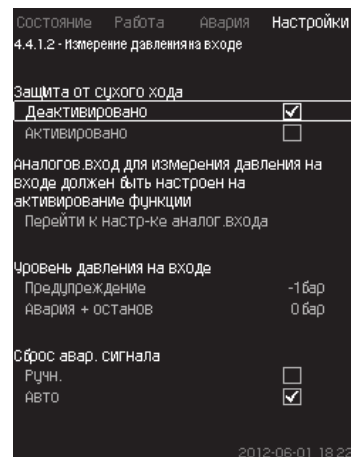 Состояние Работа Авария Настройки
4.4.1.2 - Измерение давления на входе
Защита от сухого хода
Деактивировано
Активировано
Аналогов.вход для измерения давления на
входе должен быть настроен на
активирование функции
Перейти к настр-ке аналог.входа
Уровень давления на входе
Предупреждение -1бар
Авария + останов 0бар
Сброс авар. сигнала
Ручн.
Авто
2012-06-01 18:22